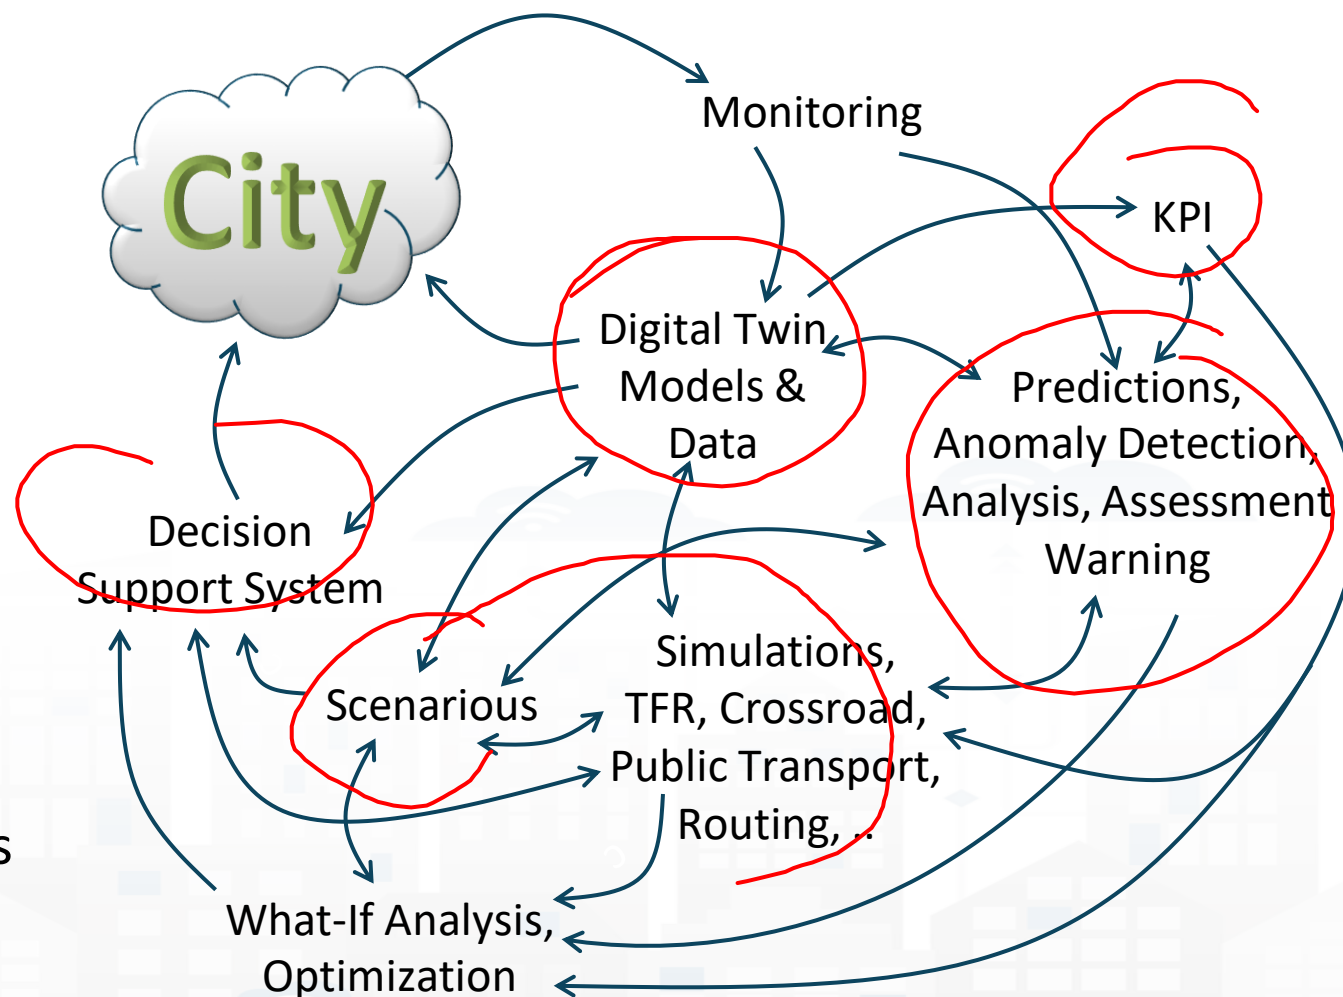 City
Monitoring
KPI
Digital Twin
Models &
Data
Predictions,
Anomaly Detection,
Analysis, Assessment
Warning
Decision
Support System
Scenarious
Simulations,
TFR, Crossroad,
Public Transport,
Routing, ..
s
What-If Analysis,
Optimization